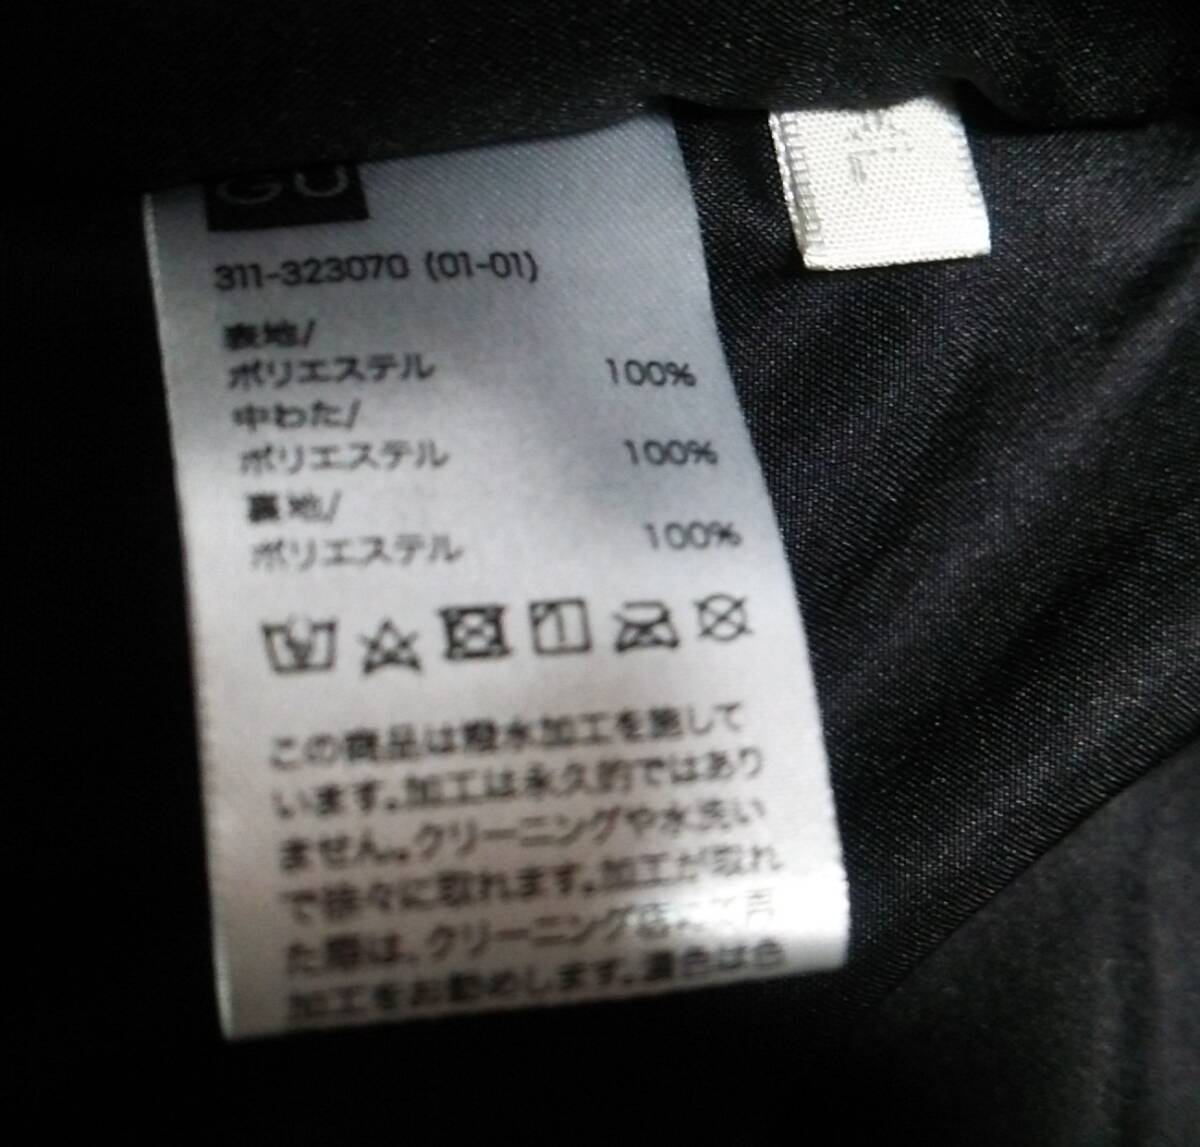 GU
311-323070 (01-01)
表地/
ポリエステル 100%
中わた/
ポリエステル 100%
裏地/
ポリエステル 100%
この商品は撥水加工を施して
います。加工は永久的ではあり
ません。クリーニングや水洗い
で徐々に取れます。加工が取れ
た際は、クリーニング店
加工をお勧めします。濃色は色